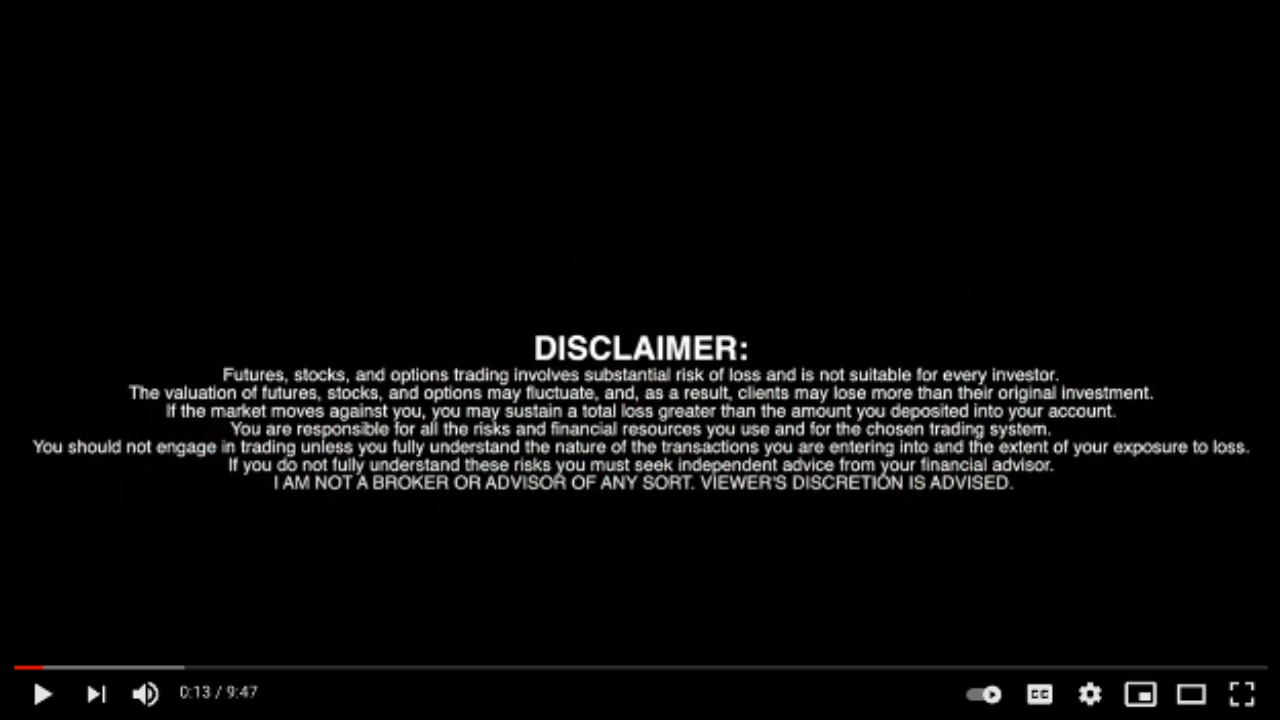 DISCLAIMER:
Futures, stocks, and options trading involves substantial risk of loss and is not suitable for every investor.
The valuation of futures, stocks, and options may fluctuate, and, as a result, clients may lose more than their original investment.
If the market moves against you, you may sustain a total loss greater than the amount you deposited into your account.
You are responsible for all the risks and financial resources you use and for the chosen trading system.
You should not engage in trading unless you fully understand the nature of the transactions you are entering into and the extent of your exposure to loss.
If you do not fully understand these risks you must seek independent advice from your financial advisor.
I AM NOT A BROKER OR ADVISOR OF ANY SORT. VIEWER'S DISCRETION IS ADVISED.
0:13 / 9:47
CC